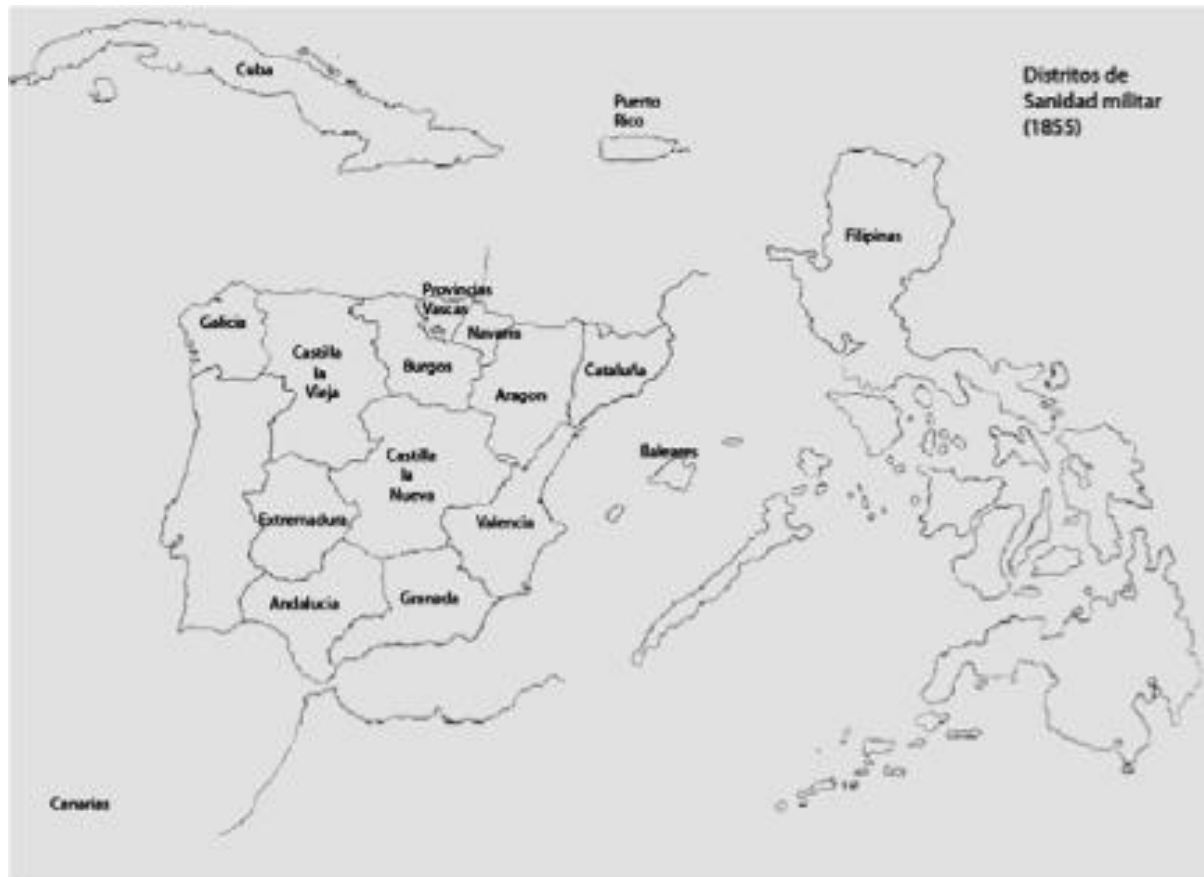 Cuba
Distritos de
Sanidad militar
(1855)
Puerto
Rico
Filipinas
Provincias
Vascas
Galicia
Navarra
Castilla
la
Vieja
Burgos
Cataluña
Aragon
Baleares
Castilla
la
Nueva
Extremadura
Valencia
Andalucia
Granada
Canarias